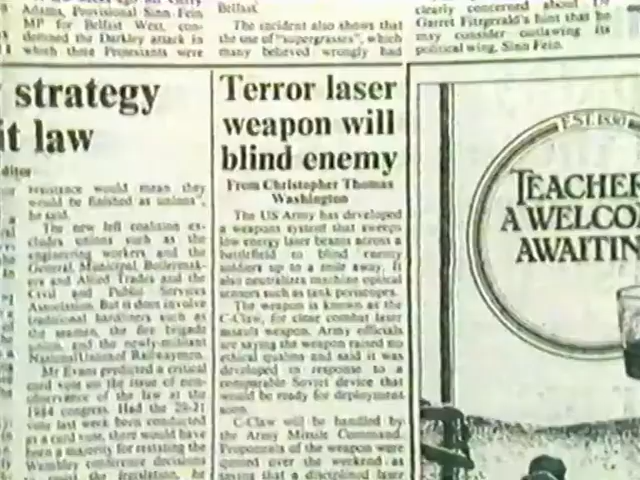 Adams, Provisional Sinn Fein
MP for Belfast West, con-
demned the Darkley attack in
which three Protestants were
Belfast.
The incident also shows that
the use of "supergrasses", which
many believed wrongly had
clearly concerned about Dr
Garret Fitzgerald's hint that he
may consider outlawing its
political wing, Sinn Fein.
strategy
it law
resistance would mean they
would be finished as unions",
he said.
The new left coalition ex-
cludes unions such as the
engineering workers and the
General, Municipal, Boilermak-
ers and Allied Trades and the
Civil and Public Services
Association. But it does involve
traditional hardliners such as
the seamen, the fire brigade
union, and the newly-militant
National Union of Railwaymen.
Mr Evans predicted a critical
card vote on the issue of non-
observance of the law at the
1984 congress. Had the 29-21
vote last week been conducted
as a card vote, there would have
been a majority for restating the
Wembley conference decisions
Terror laser
weapon will
blind enemy
From Christopher Thomas
Washington
The US Army has developed
a weapons system that sweeps
low energy laser beams across a
battlefield to blind enemy
soldiers up to a mile away. It
also neutralizes machine optical
sensors such as tank periscopes.
The weapon is known as the
C-Claw, for close combat laser
assault weapon. Army officials
are saying the weapon raised no
ethical qualms and said it was
developed in response to a
comparable Soviet device that
would be ready for deployment
soon.
C-Claw will be handled by
the Army Missile Command.
Proponents of the weapon were
quoted over the weekend as
saying that a disciplined laser
ESTD 1830
TEACHER
A WELCO
AWAITIN